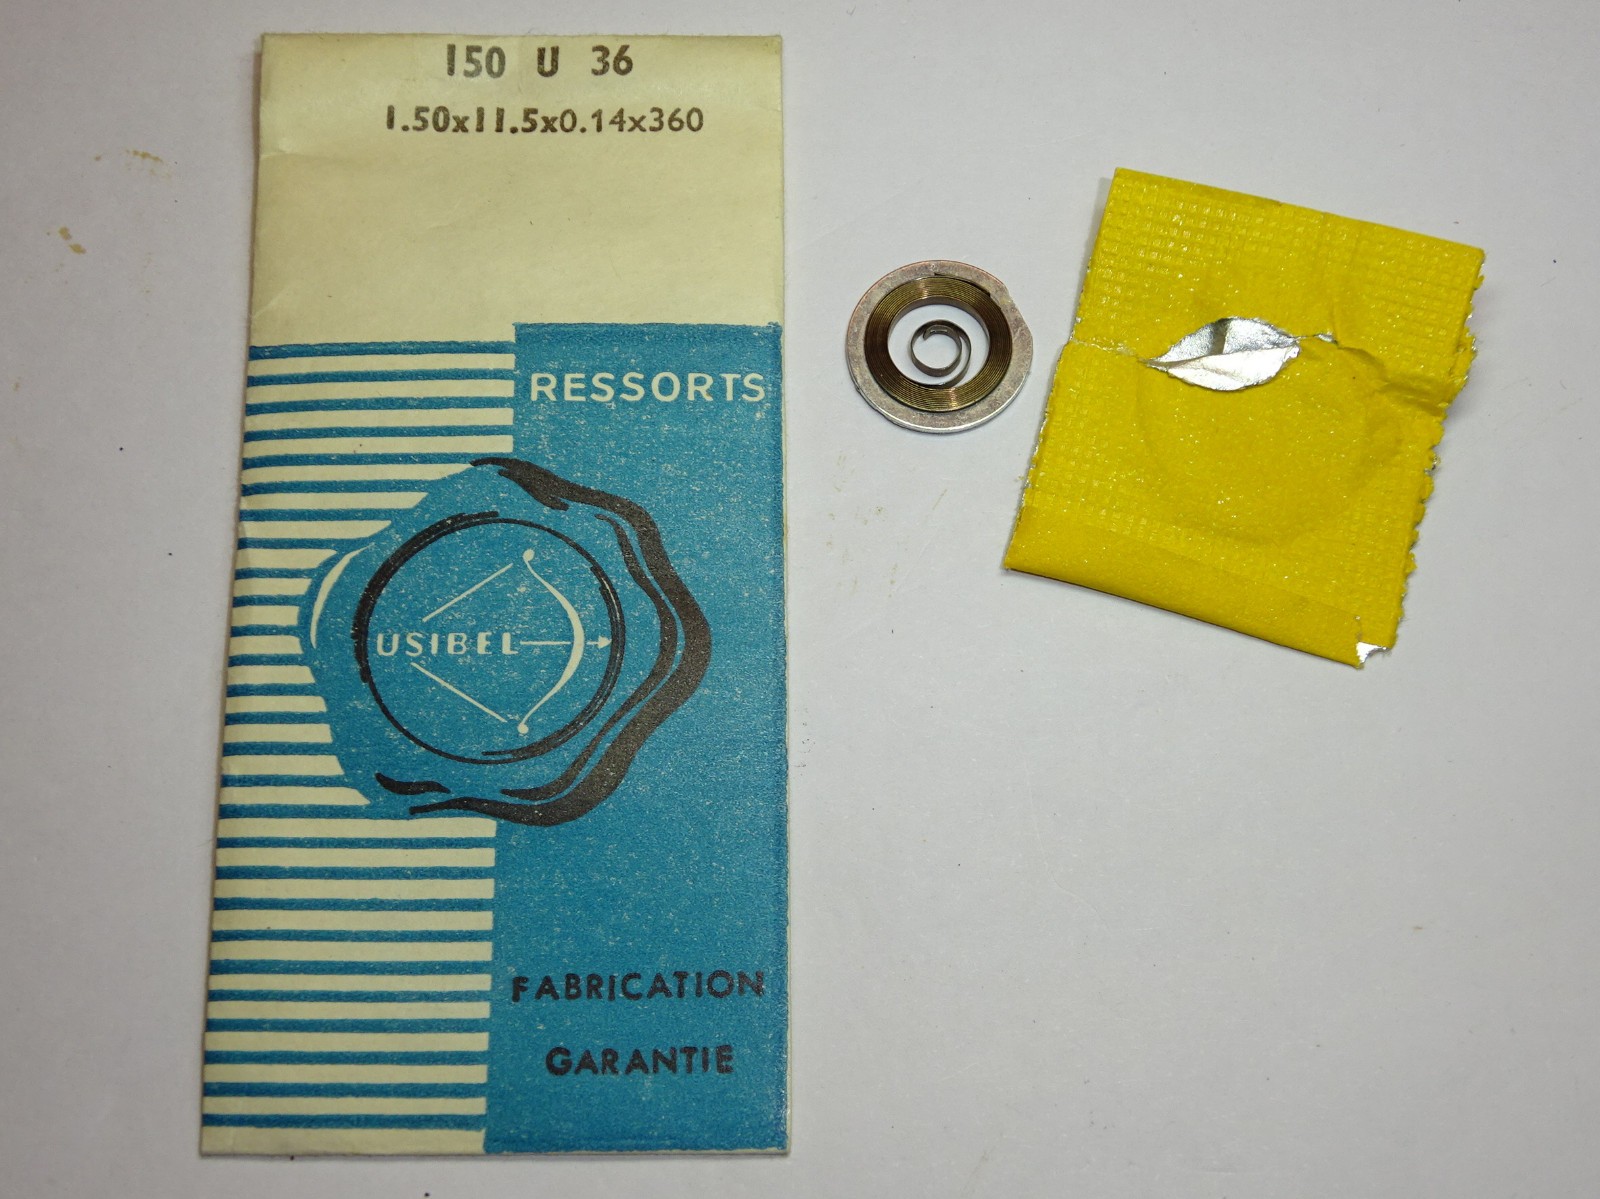 150 U 36
1.50x11.5x0.14x360
RESSORTS
USIBEL
FABRICATION
GARANTIE